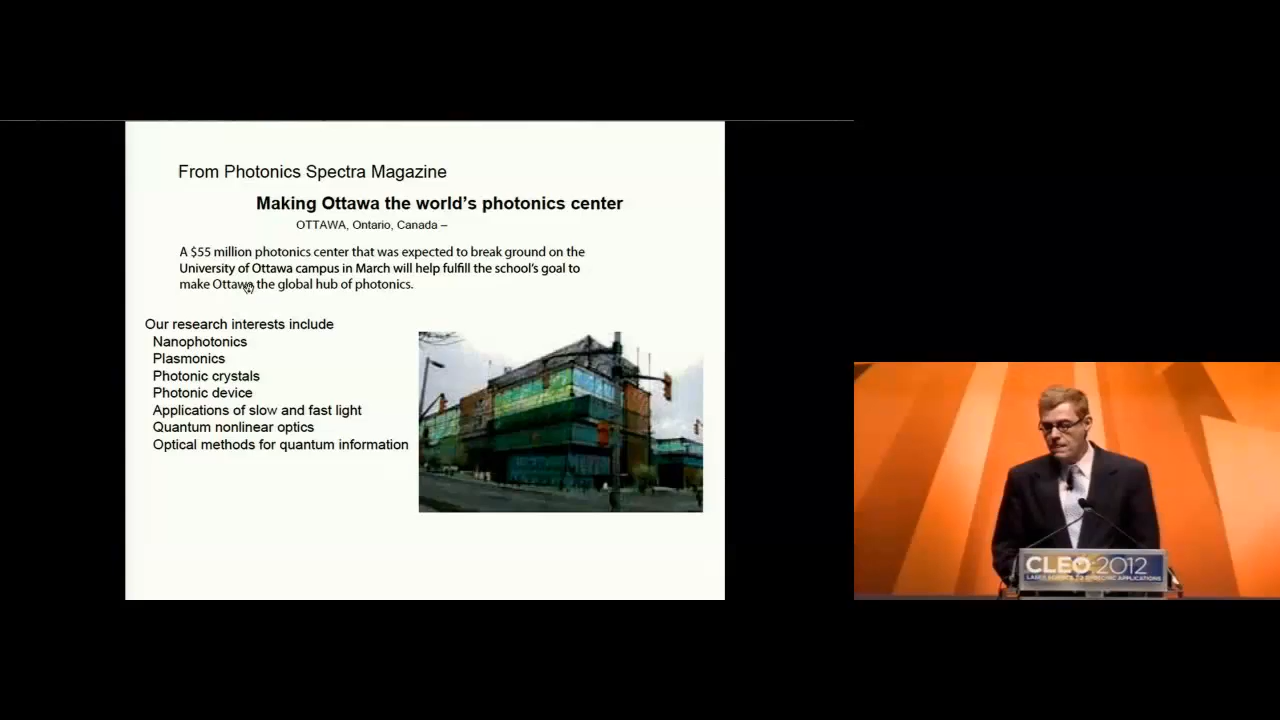 From Photonics Spectra Magazine
Making Ottawa the world's photonics center
OTTAWA, Ontario, Canada –
A $55 million photonics center that was expected to break ground on the
University of Ottawa campus in March will help fulfill the school's goal to
make Ottawa the global hub of photonics.
Our research interests include
Nanophotonics
Plasmonics
Photonic crystals
Photonic device
Applications of slow and fast light
Quantum nonlinear optics
Optical methods for quantum information
CLEO:2012
LASER SCIENCE TO PHOTONIC APPLICATIONS